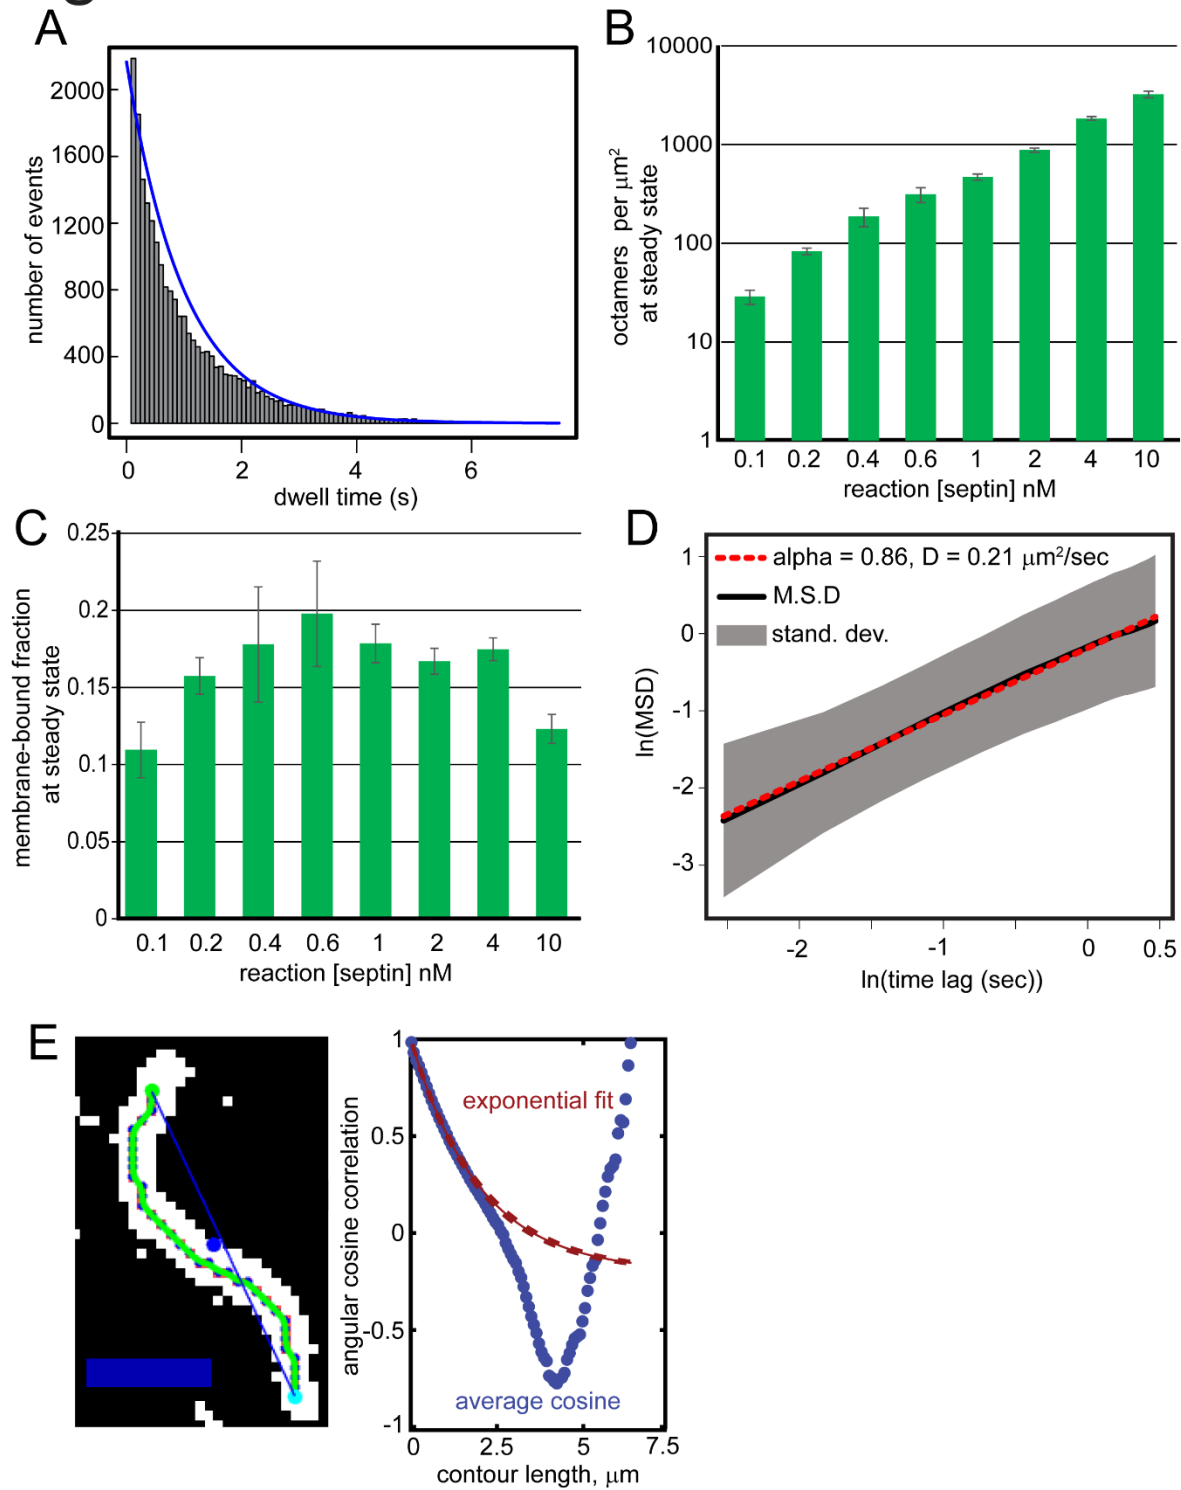 A
number of events
2000
1600
1200
800
400
0
0 2 4 6
dwell time (s)
B
octamers per μm²
at steady state
10000
1000
100
10
1
0.1 0.2 0.4 0.6 1 2 4 10
reaction [septin] nM
C
membrane-bound fraction
at steady state
0.25
0.2
0.15
0.1
0.05
0
0.1 0.2 0.4 0.6 1 2 4 10
reaction [septin] nM
D
alpha = 0.86, D = 0.21 μm²/sec
M.S.D
stand. dev.
ln(MSD)
1
0
-1
-2
-3
-2 -1 0 0.5
ln(time lag (sec))
E
angular cosine correlation
1
0.5
0
-0.5
-1
exponential fit
average cosine
0 2.5 5 7.5
contour length, μm